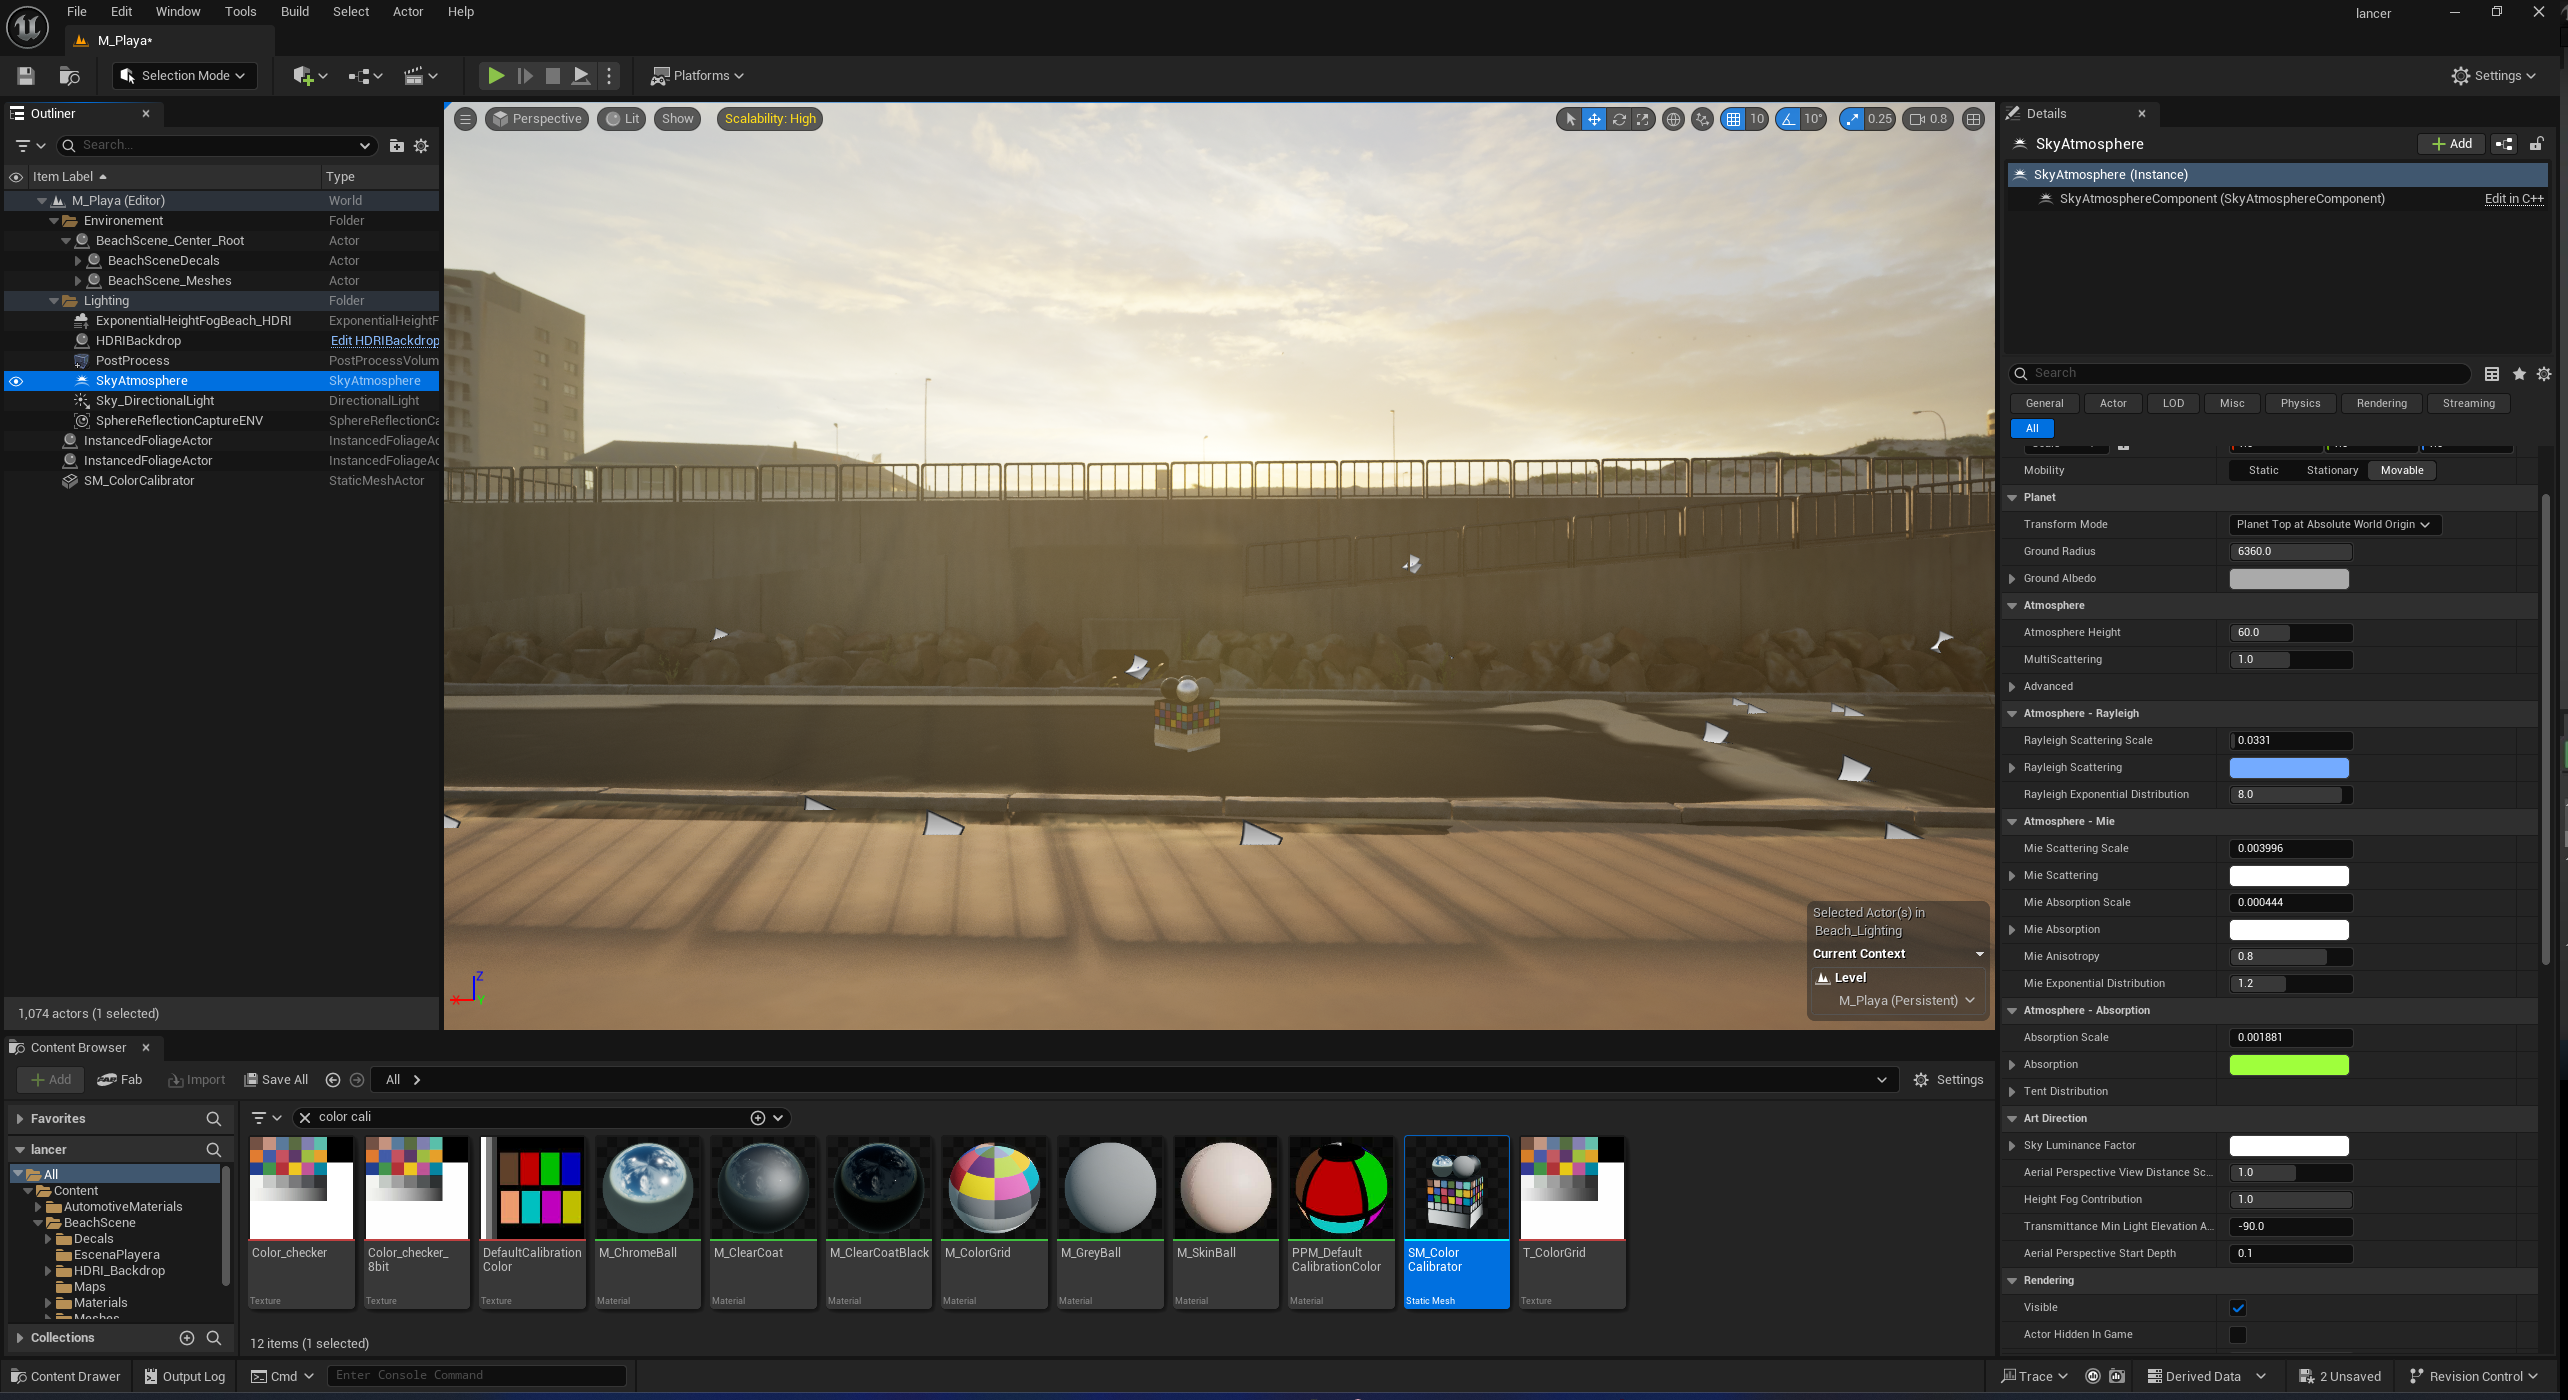 File Edit Window Tools Build Select Actor Help
lancer
M_Playa*
Selection Mode
Platforms
Settings
Outliner
Search...
Item Label Type
M_Playa (Editor) World
Environement Folder
BeachScene_Center_Root Actor
BeachSceneDecals Actor
BeachScene_Meshes Actor
Lighting Folder
ExponentialHeightFogBeach_HDRI ExponentialHeightF
HDRIBackdrop Edit HDRIBackdrop
PostProcess PostProcessVolum
SkyAtmosphere SkyAtmosphere
Sky_DirectionalLight DirectionalLight
SphereReflectionCaptureENV SphereReflectionCa
InstancedFoliageActor InstancedFoliageAc
InstancedFoliageActor InstancedFoliageAc
SM_ColorCalibrator StaticMeshActor
1,074 actors (1 selected)
Perspective Lit Show Scalability: High
10 10° 0.25 0.8
Selected Actor(s) in
Beach_Lighting
Current Context
Level
M_Playa (Persistent)
Z
X Y
Details
SkyAtmosphere
Add
SkyAtmosphere (Instance)
SkyAtmosphereComponent (SkyAtmosphereComponent) Edit in C++
Search
General Actor LOD Misc Physics Rendering Streaming
All
Mobility Static Stationary Movable
Planet
Transform Mode Planet Top at Absolute World Origin
Ground Radius 6360.0
Ground Albedo
Atmosphere
Atmosphere Height 60.0
MultiScattering 1.0
Advanced
Atmosphere - Rayleigh
Rayleigh Scattering Scale 0.0331
Rayleigh Scattering
Rayleigh Exponential Distribution 8.0
Atmosphere - Mie
Mie Scattering Scale 0.003996
Mie Scattering
Mie Absorption Scale 0.000444
Mie Absorption
Mie Anisotropy 0.8
Mie Exponential Distribution 1.2
Atmosphere - Absorption
Absorption Scale 0.001881
Absorption
Tent Distribution
Art Direction
Sky Luminance Factor
Aerial Perspective View Distance Sc... 1.0
Height Fog Contribution 1.0
Transmittance Min Light Elevation A... -90.0
Aerial Perspective Start Depth 0.1
Rendering
Visible
Actor Hidden In Game
Content Browser
Add Fab Import Save All All Settings
Favorites
lancer
All
Content
AutomotiveMaterials
BeachScene
Decals
EscenaPlayera
HDRI_Backdrop
Maps
Materials
Meshes
Collections
color cali
Color_checker
Texture
Color_checker_
8bit
Texture
DefaultCalibration
Color
Texture
M_ChromeBall
Material
M_ClearCoat
Material
M_ClearCoatBlack
Material
M_ColorGrid
Material
M_GreyBall
Material
M_SkinBall
Material
PPM_Default
CalibrationColor
Material
SM_Color
Calibrator
Static Mesh
T_ColorGrid
Texture
12 items (1 selected)
Content Drawer Output Log Cmd Enter Console Command
Trace Derived Data 2 Unsaved Revision Control